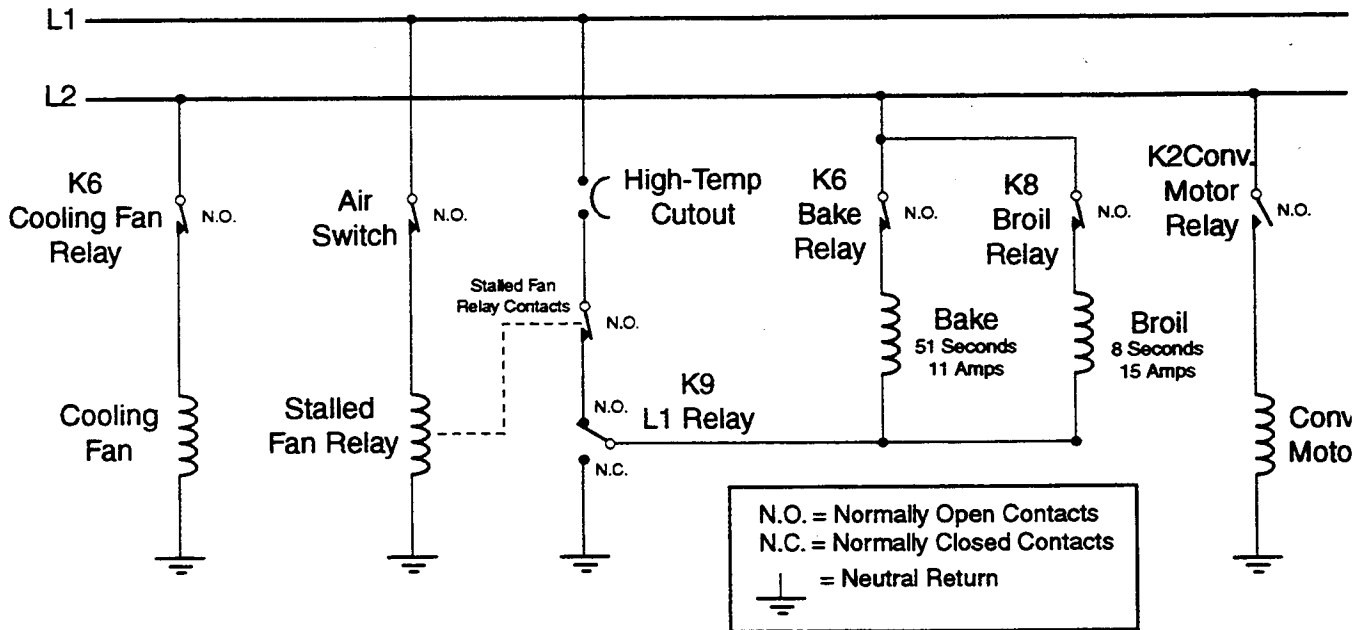 L1
L2
K6
Cooling Fan
Relay
N.O.
Air
Switch
N.O.
High-Temp
Cutout
K6
Bake
Relay
N.O.
K8
Broil
Relay
N.O.
K2Conv.
Motor
Relay
N.O.
Stalled Fan
Relay Contacts
N.O.
Bake
51 Seconds
11 Amps
Broil
8 Seconds
15 Amps
Cooling
Fan
Stalled
Fan Relay
N.O.
K9
L1 Relay
N.C.
Conv
Moto
N.O. = Normally Open Contacts
N.C. = Normally Closed Contacts
= Neutral Return